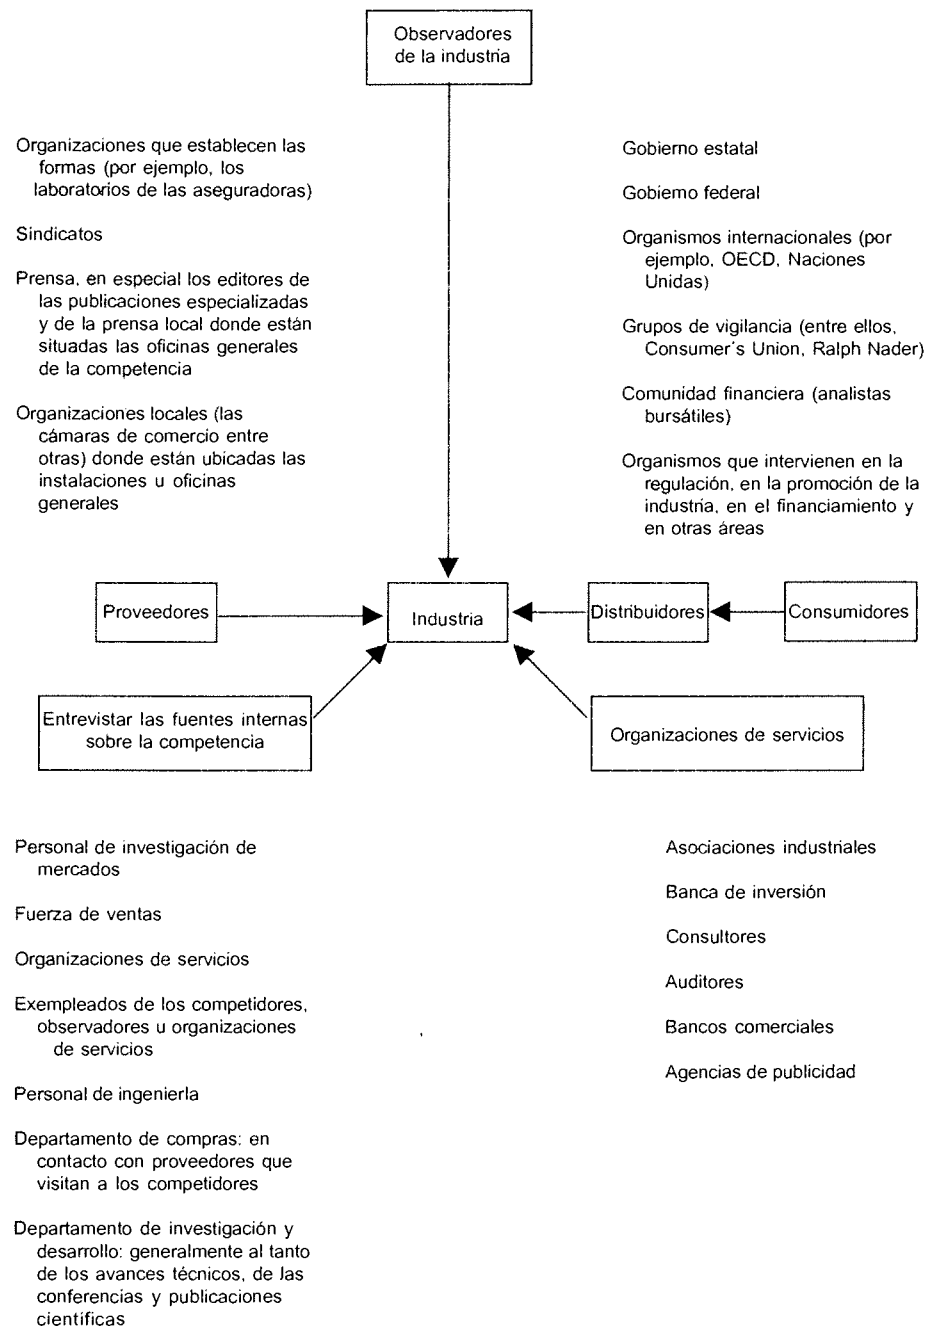 Observadores
de la industria
Organizaciones que establecen las
formas (por ejemplo, los
laboratorios de las aseguradoras)
Sindicatos
Prensa, en especial los editores de
las publicaciones especializadas
y de la prensa local donde están
situadas las oficinas generales
de la competencia
Organizaciones locales (las
cámaras de comercio entre
otras) donde están ubicadas las
instalaciones u oficinas
generales
Gobierno estatal
Gobierno federal
Organismos internacionales (por
ejemplo, OECD, Naciones
Unidas)
Grupos de vigilancia (entre ellos,
Consumer's Union, Ralph Nader)
Comunidad financiera (analistas
bursátiles)
Organismos que intervienen en la
regulación, en la promoción de la
industria, en el financiamiento y
en otras áreas
Proveedores
Industria
Distribuidores
Consumidores
Entrevistar las fuentes internas
sobre la competencia
Organizaciones de servicios
Personal de investigación de
mercados
Fuerza de ventas
Organizaciones de servicios
Exempleados de los competidores,
observadores u organizaciones
de servicios
Personal de ingeniería
Departamento de compras: en
contacto con proveedores que
visitan a los competidores
Departamento de investigación y
desarrollo: generalmente al tanto
de los avances técnicos, de las
conferencias y publicaciones
científicas
Asociaciones industriales
Banca de inversión
Consultores
Auditores
Bancos comerciales
Agencias de publicidad